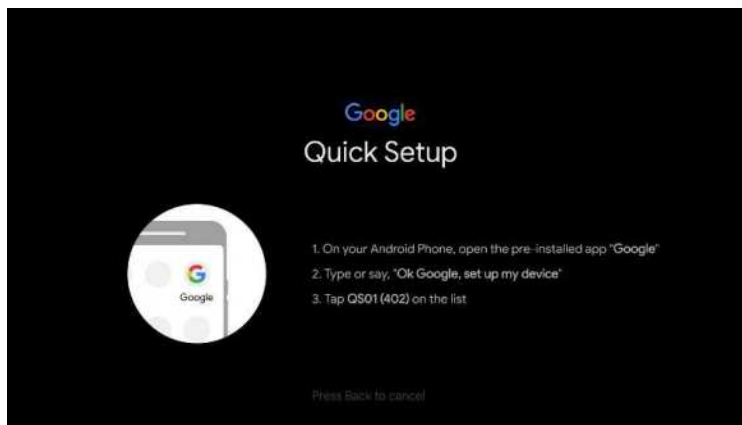 Google
Quick Setup
1. On your Android Phone, open the pre-installed app "Google"
2. Type or say, "Ok Google, set up my device"
3. Tap QS01 (402) on the list
G
Google
Press Back to cancel